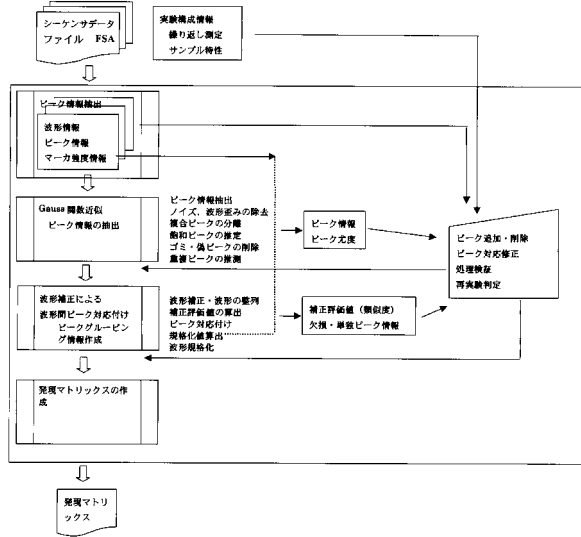 シーケンサデータ
ファイル FSA
実験構成情報
繰り返し測定
サンプル特性
ピーク情報抽出
波形情報
ピーク情報
マーカ強度情報
Gauss 関数近似
ピーク情報の抽出
ピーク情報抽出
ノイズ、波形歪みの除去
複合ピークの分離
飽和ピークの推定
ゴミ・偽ピークの削除
重複ピークの推測
ピーク情報
ピーク尤度
ピーク追加・削除
ピーク対応修正
処理検証
再実験判定
波形補正による
波形間ピーク対応付け
ピークグルーピン
グ情報作成
波形補正・波形の整列
補正評価値の算出
ピーク対応付け
規格化値算出
波形規格化
補正評価値(類似度)
欠損・単独ピーク情報
発現マトリックスの作
成
発現マトリ
ックス